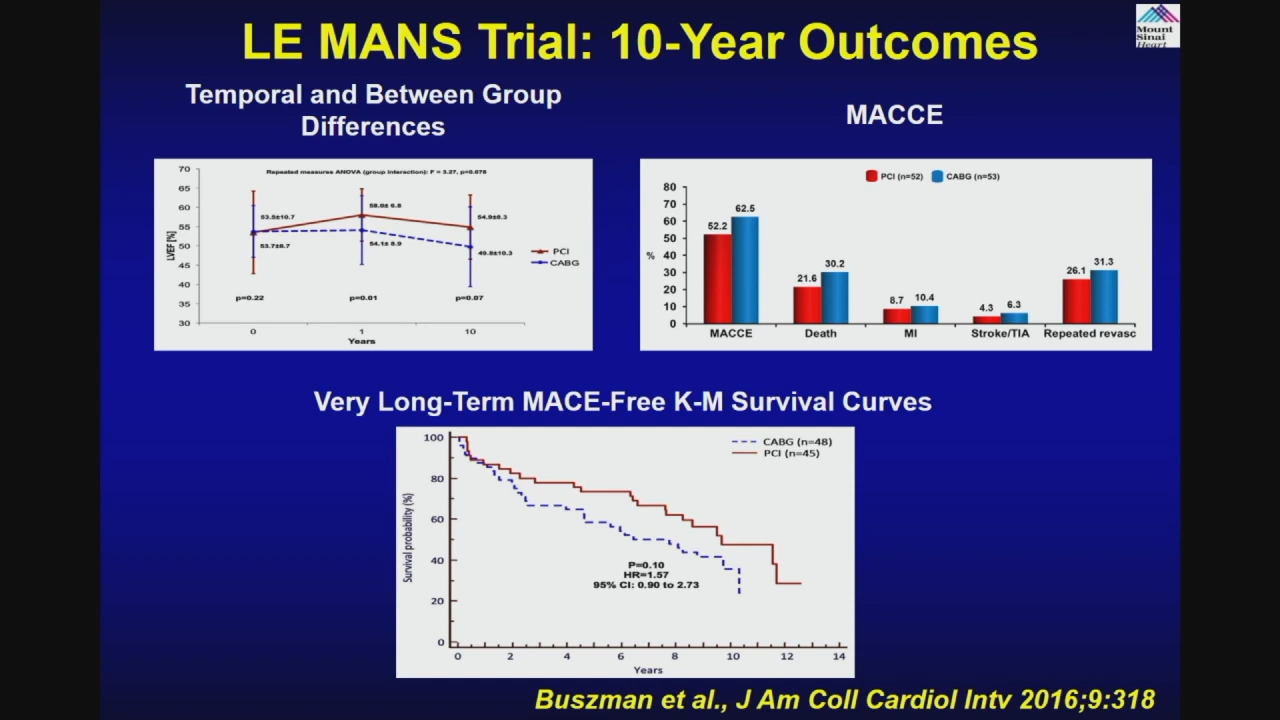 LE MANS Trial: 10-Year Outcomes
Mount
Sinai
Heart
Temporal and Between Group
Differences
MACCE
Repeated measures ANOVA (group interaction): F = 3.27, p=0.076
70
65
60
55
50
45
40
35
30
LVEF [%]
53.5±10.7
53.7±6.7
58.0± 6.8
54.1± 8.9
54.9±8.3
49.8±10.3
p=0.22
p=0.01
p=0.07
0
1
10
Years
PCI
CABG
PCI (n=52)
CABG (n=53)
80
70
60
50
40
30
20
10
0
%
52.2
62.5
21.6
30.2
8.7
10.4
4.3
6.3
26.1
31.3
MACCE
Death
MI
Stroke/TIA
Repeated revasc
Very Long-Term MACE-Free K-M Survival Curves
100
80
60
40
20
0
Survival probability (%)
CABG (n=48)
PCI (n=45)
P=0.10
HR=1.57
95% CI: 0.90 to 2.73
0
2
4
6
8
10
12
14
Years
Buszman et al., J Am Coll Cardiol Intv 2016;9:318